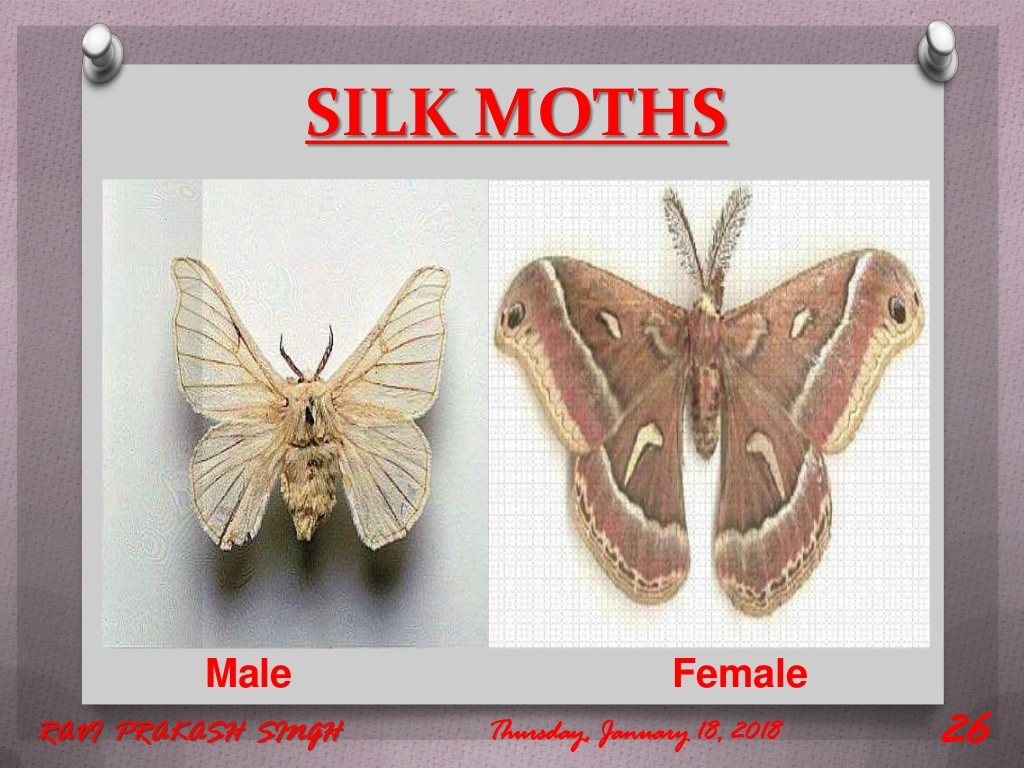 SILK MOTHS
Male Female
RAVI PRAKASH SINGH Thursday, January 18, 2018 26